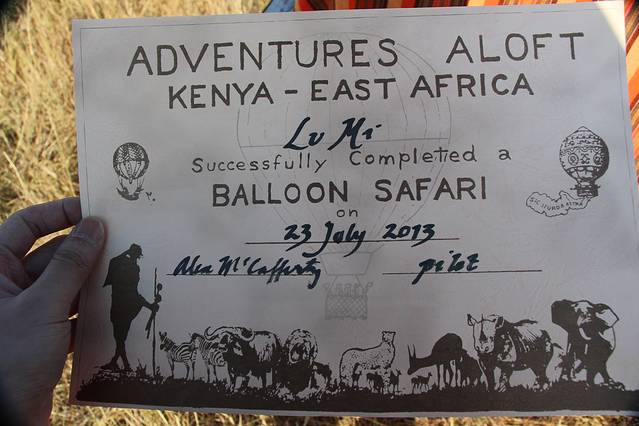 ADVENTURES ALOFT
KENYA - EAST AFRICA
Lu Mi
Successfully Completed a
BALLOON SAFARI
on
23 July 2013
Alex McCafferty pilot